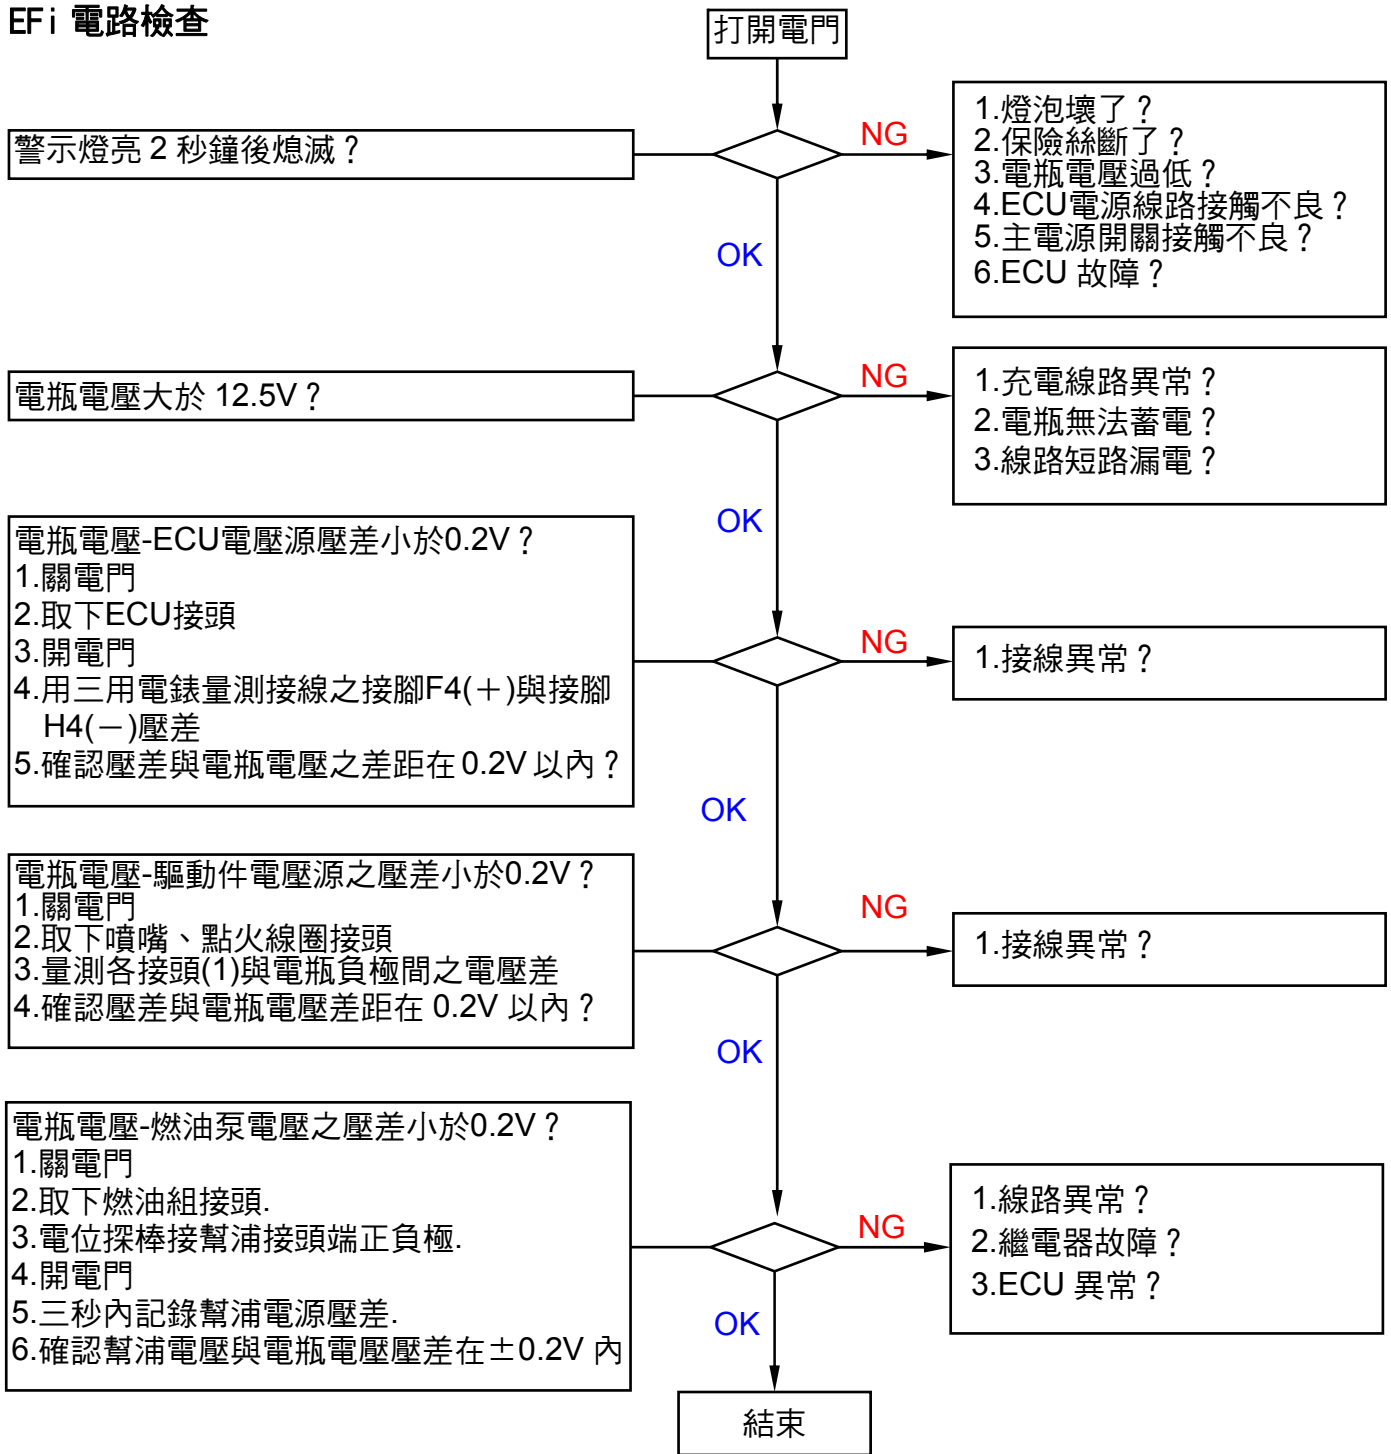 EFi 電路檢查
打開電門
警示燈亮 2 秒鐘後熄滅？
NG
1.燈泡壞了？
2.保險絲斷了？
3.電瓶電壓過低？
4.ECU電源線路接觸不良？
5.主電源開關接觸不良？
6.ECU 故障？
OK
電瓶電壓大於 12.5V？
NG
1.充電線路異常？
2.電瓶無法蓄電？
3.線路短路漏電？
OK
電瓶電壓-ECU電壓源壓差小於0.2V？
1.關電門
2.取下ECU接頭
3.開電門
4.用三用電錶量測接線之接腳F4(＋)與接腳
H4(－)壓差
5.確認壓差與電瓶電壓之差距在 0.2V 以內？
NG
1.接線異常？
OK
電瓶電壓-驅動件電壓源之壓差小於0.2V？
1.關電門
2.取下噴嘴、點火線圈接頭
3.量測各接頭(1)與電瓶負極間之電壓差
4.確認壓差與電瓶電壓差距在 0.2V 以內？
NG
1.接線異常？
OK
電瓶電壓-燃油泵電壓之壓差小於0.2V？
1.關電門
2.取下燃油組接頭.
3.電位探棒接幫浦接頭端正負極.
4.開電門
5.三秒內記錄幫浦電源壓差.
6.確認幫浦電壓與電瓶電壓壓差在±0.2V 內
NG
1.線路異常？
2.繼電器故障？
3.ECU 異常？
OK
結束